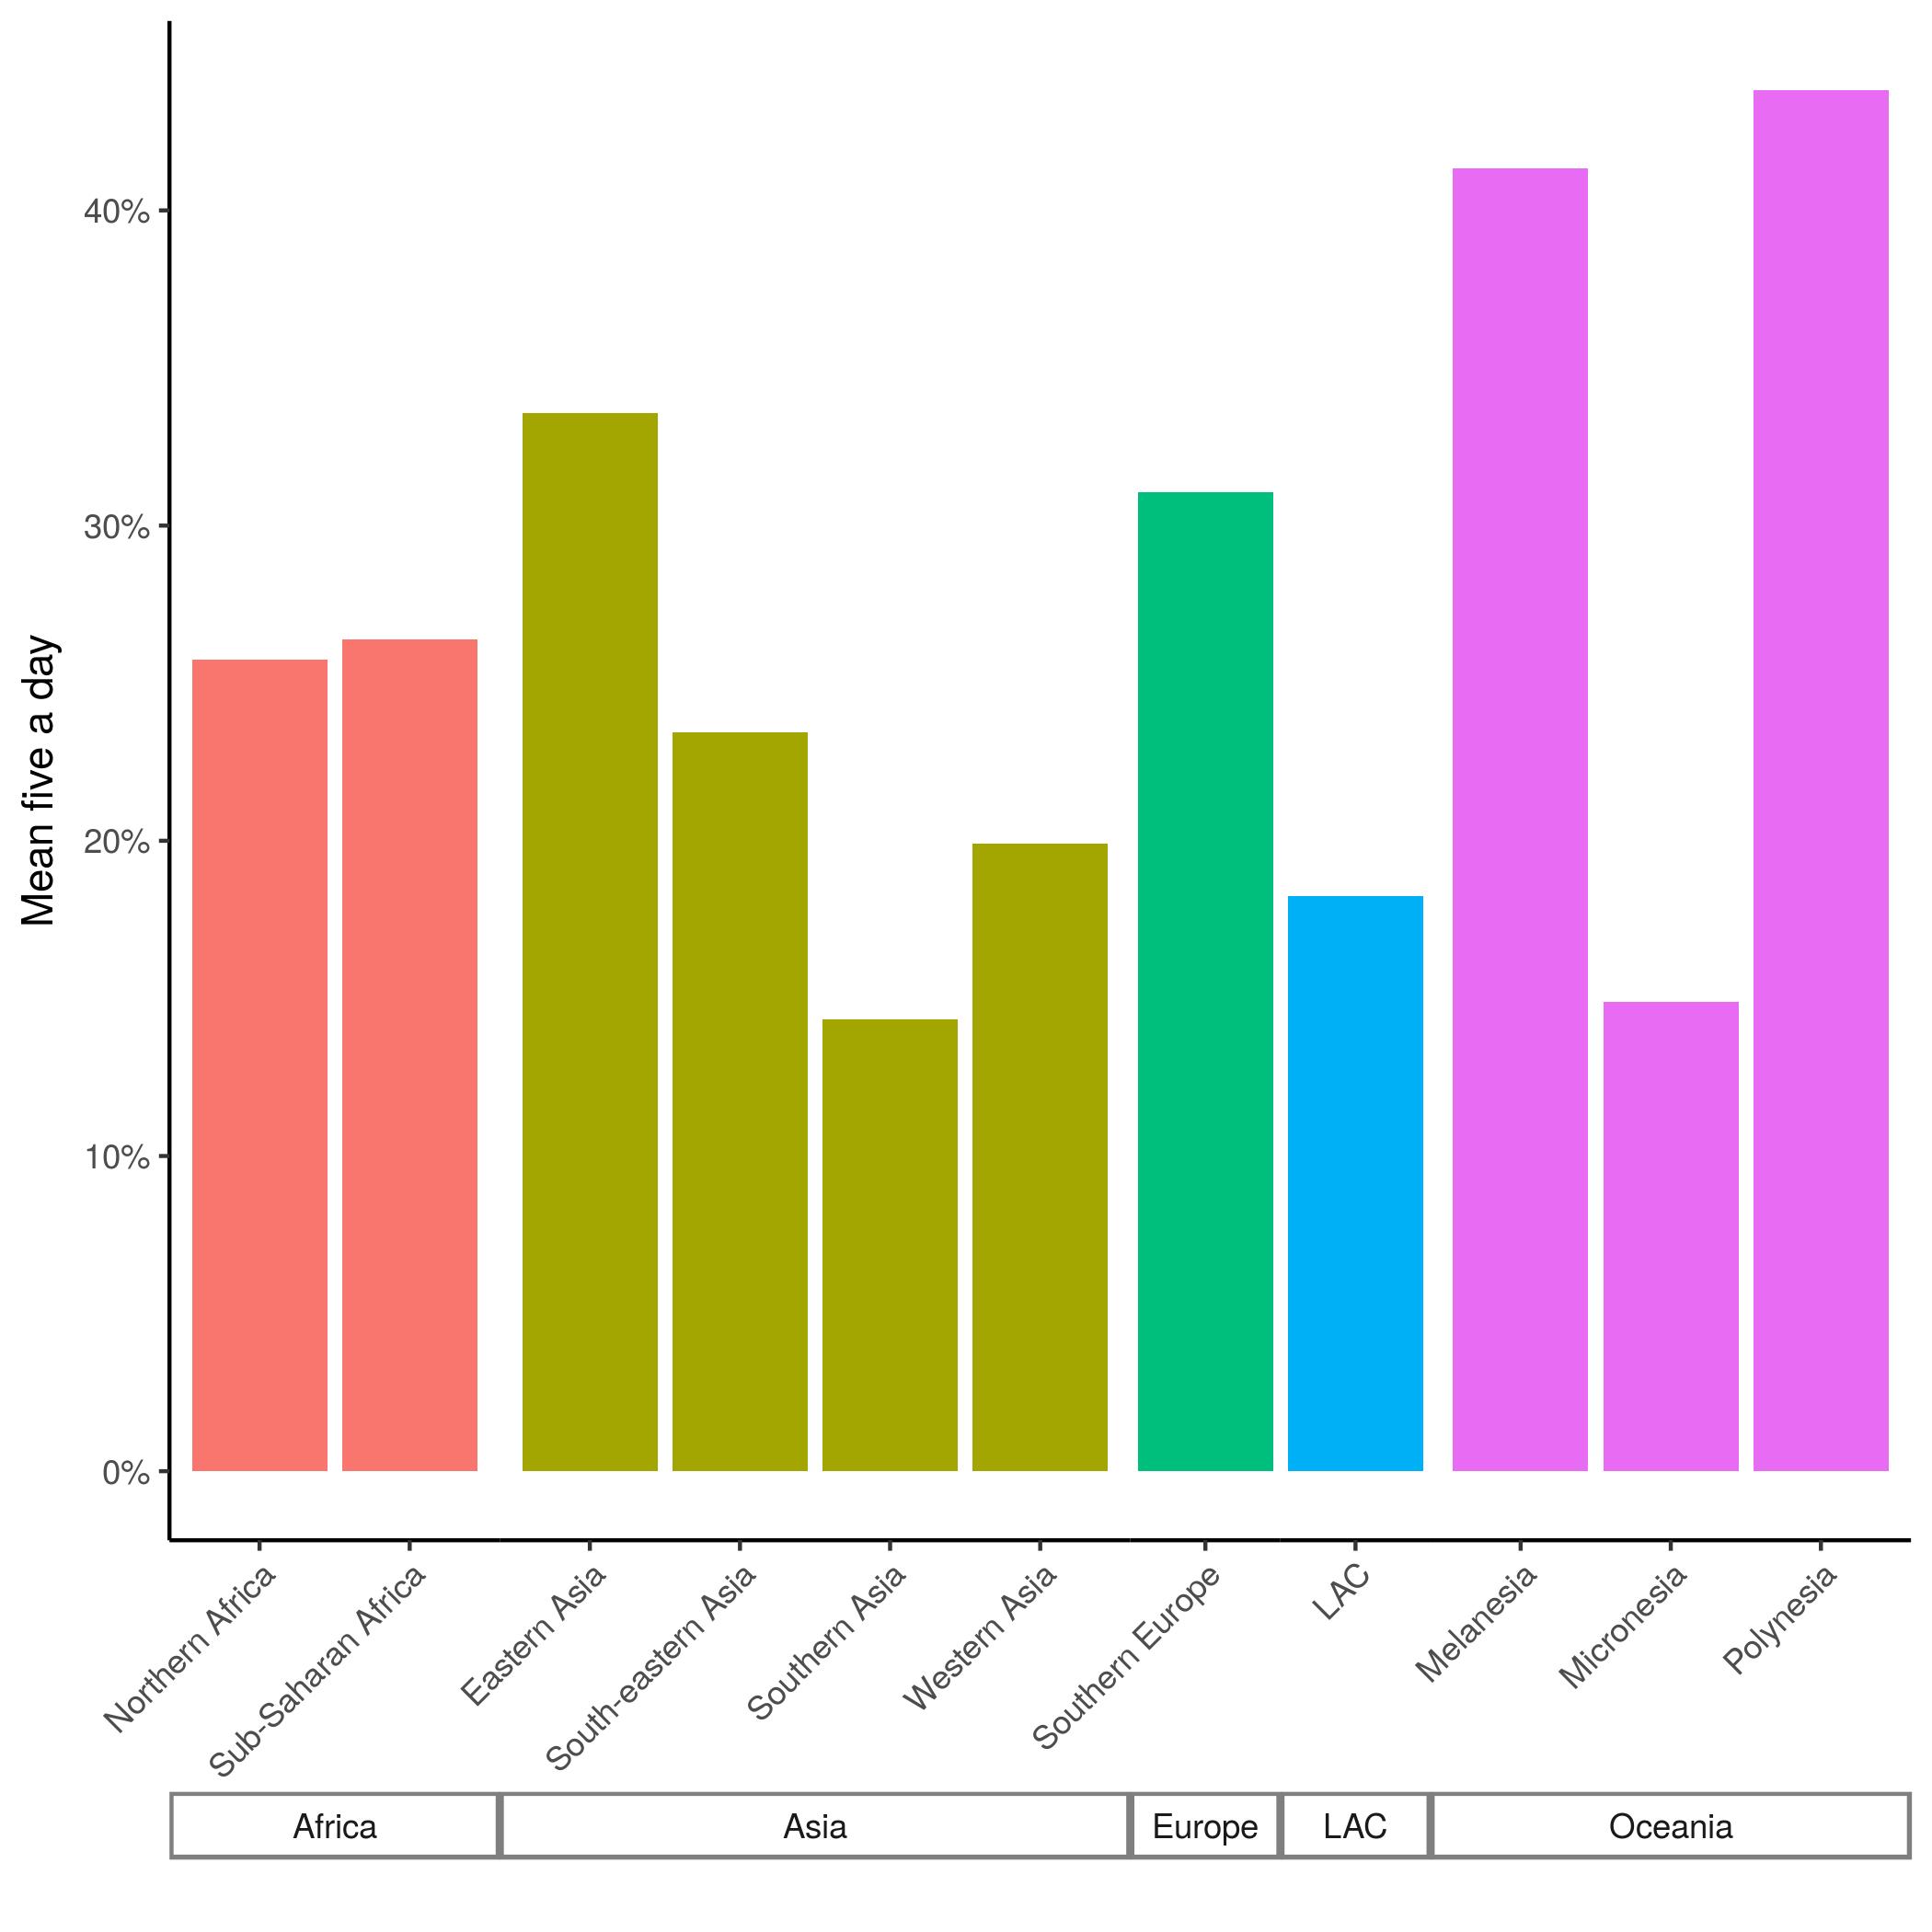 Mean five a day
40%
30%
20%
10%
0%
Northern Africa
Sub-Saharan Africa
Eastern Asia
South-eastern Asia
Southern Asia
Western Asia
Southern Europe
LAC
Melanesia
Micronesia
Polynesia
Africa
Asia
Europe
LAC
Oceania